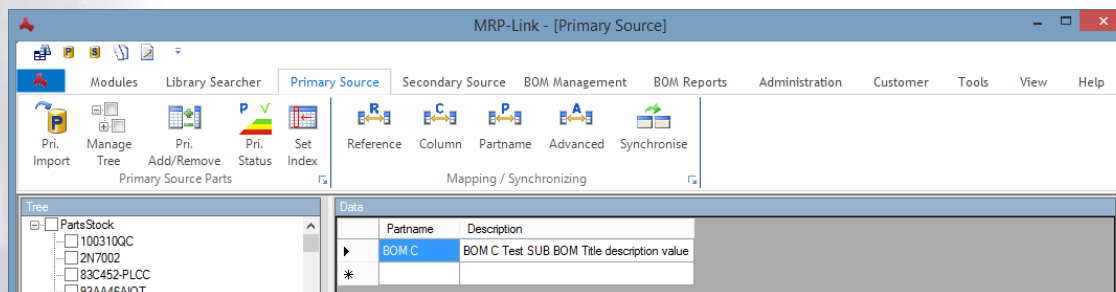 MRP-Link - [Primary Source]
P S
Modules Library Searcher Primary Source Secondary Source BOM Management BOM Reports Administration Customer Tools View Help
P P √ R C P A
Pri. Import Manage Tree Pri. Add/Remove Pri. Status Set Index Reference Column Partname Advanced Synchronise
Primary Source Parts Mapping / Synchronizing
Tree Data
PartsStock Partname Description
100310QC BOM C BOM C Test SUB BOM Title description value
2N7002
83C452-PLCC